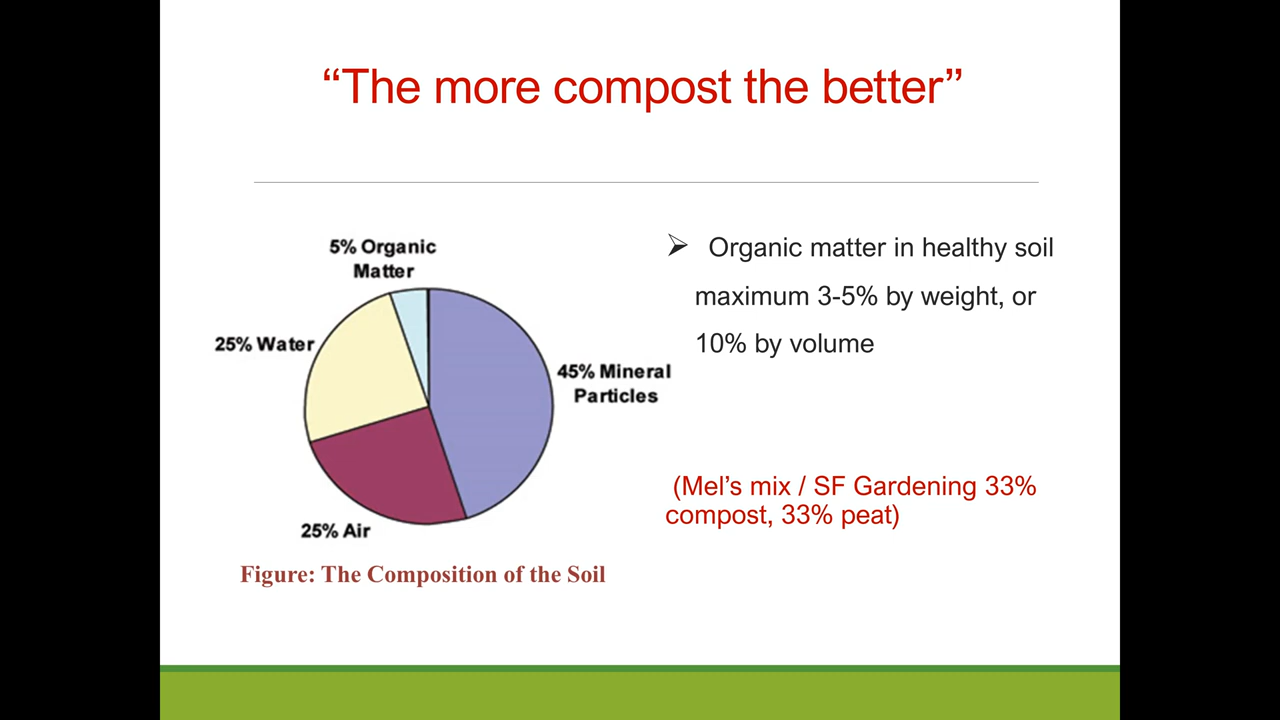 “The more compost the better”
5% Organic
Matter
25% Water
45% Mineral
Particles
25% Air
Figure: The Composition of the Soil
➢ Organic matter in healthy soil
maximum 3-5% by weight, or
10% by volume
(Mel’s mix / SF Gardening 33%
compost, 33% peat)